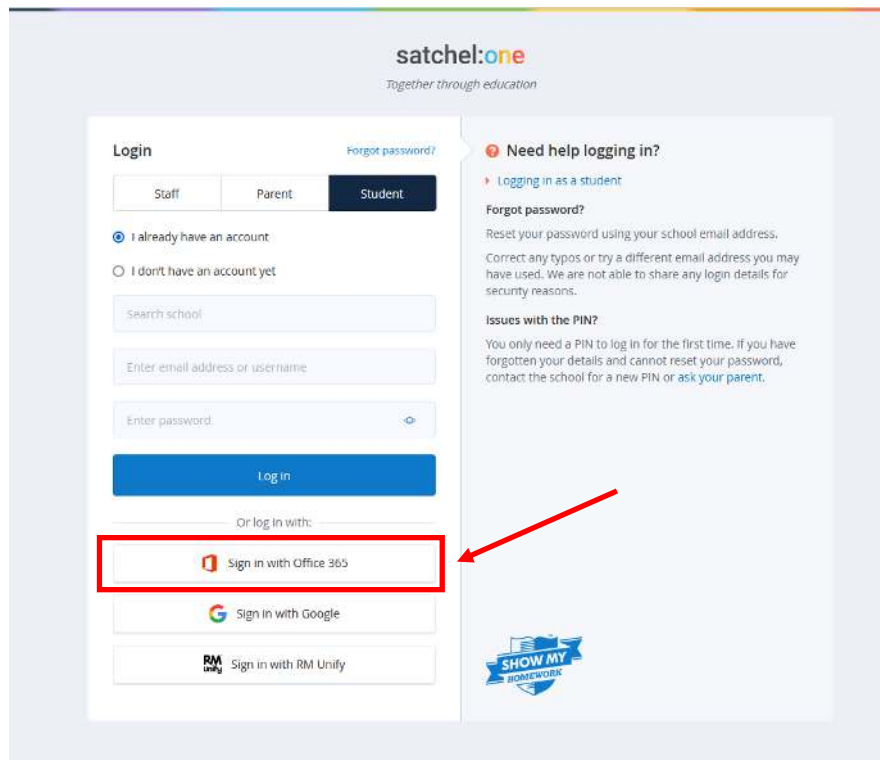 satchel:one
Together through education
Login
Forgot password?
Staff
Parent
Student
I already have an account
I don't have an account yet
Search school
Enter email address or username
Enter password
Log in
Or log in with:
Sign in with Office 365
Sign in with Google
RM unify Sign in with RM Unify
Need help logging in?
Logging in as a student
Forgot password?
Reset your password using your school email address.
Correct any typos or try a different email address you may
have used. We are not able to share any login details for
security reasons.
Issues with the PIN?
You only need a PIN to log in for the first time. If you have
forgotten your details and cannot reset your password,
contact the school for a new PIN or ask your parent.
SHOW MY
HOMEWORK